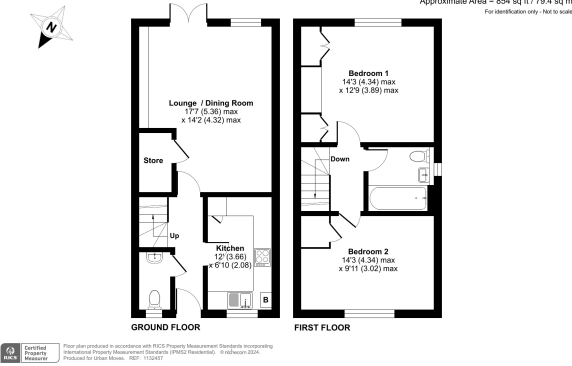 Approximate Area = 854 sq ft / 79.4 sq m
For identification only - Not to scale
N
Lounge / Dining Room
17'7 (5.36) max
x 14'2 (4.32) max
Store
Up
Kitchen
12' (3.66)
x 6'10 (2.08)
B
GROUND FLOOR
Bedroom 1
14'3 (4.34) max
x 12'9 (3.89) max
Down
Bedroom 2
14'3 (4.34) max
x 9'11 (3.02) max
FIRST FLOOR
RICS
Certified
Property
Measurer
Floor plan produced in accordance with RICS Property Measurement Standards incorporating
International Property Measurement Standards (IPMS2 Residential). © nichecom 2024.
Produced for Urban Moves. REF: 1132457